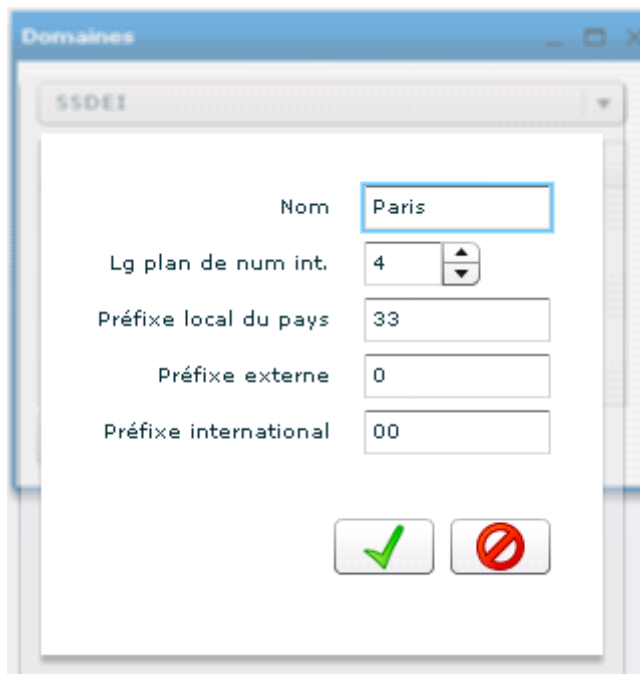 Domaines
SSDEI
Nom Paris
Lg plan de num int. 4
Préfixe local du pays 33
Préfixe externe 0
Préfixe international 00